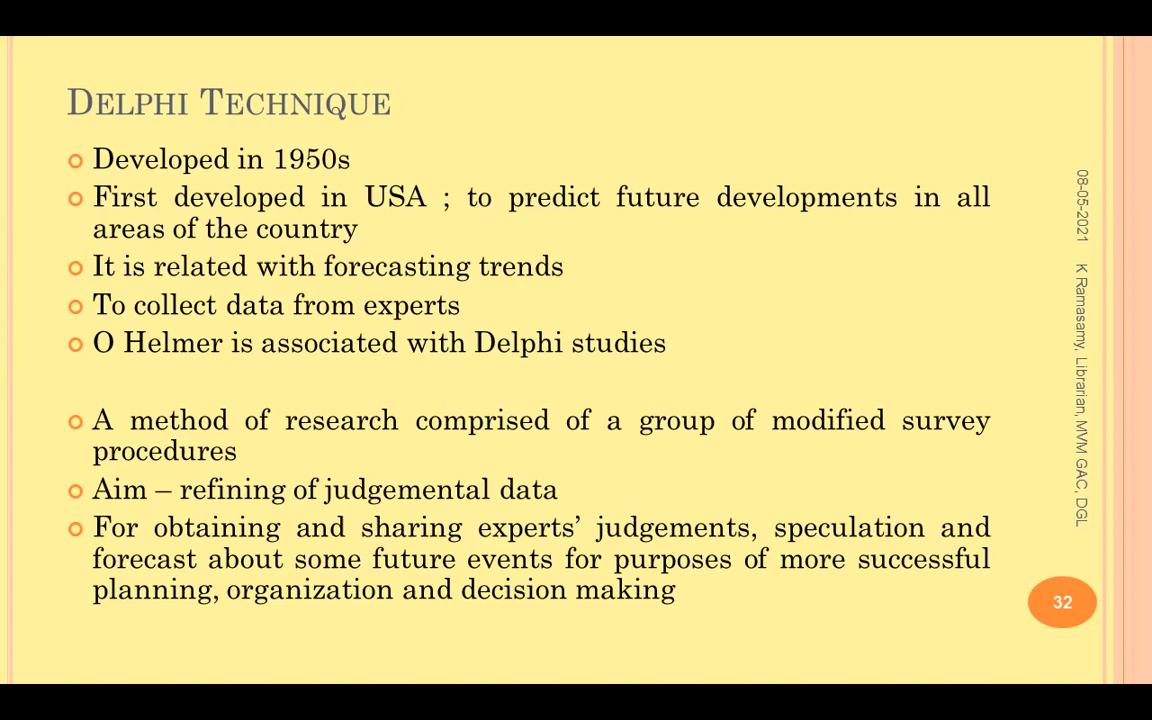 DELPHI TECHNIQUE
Developed in 1950s
First developed in USA ; to predict future developments in all
areas of the country
It is related with forecasting trends
To collect data from experts
O Helmer is associated with Delphi studies
A method of research comprised of a group of modified survey
procedures
Aim – refining of judgemental data
For obtaining and sharing experts’ judgements, speculation and
forecast about some future events for purposes of more successful
planning, organization and decision making
08-05-2021 K Ramasamy, Librarian, MVM GAC, DGL
32